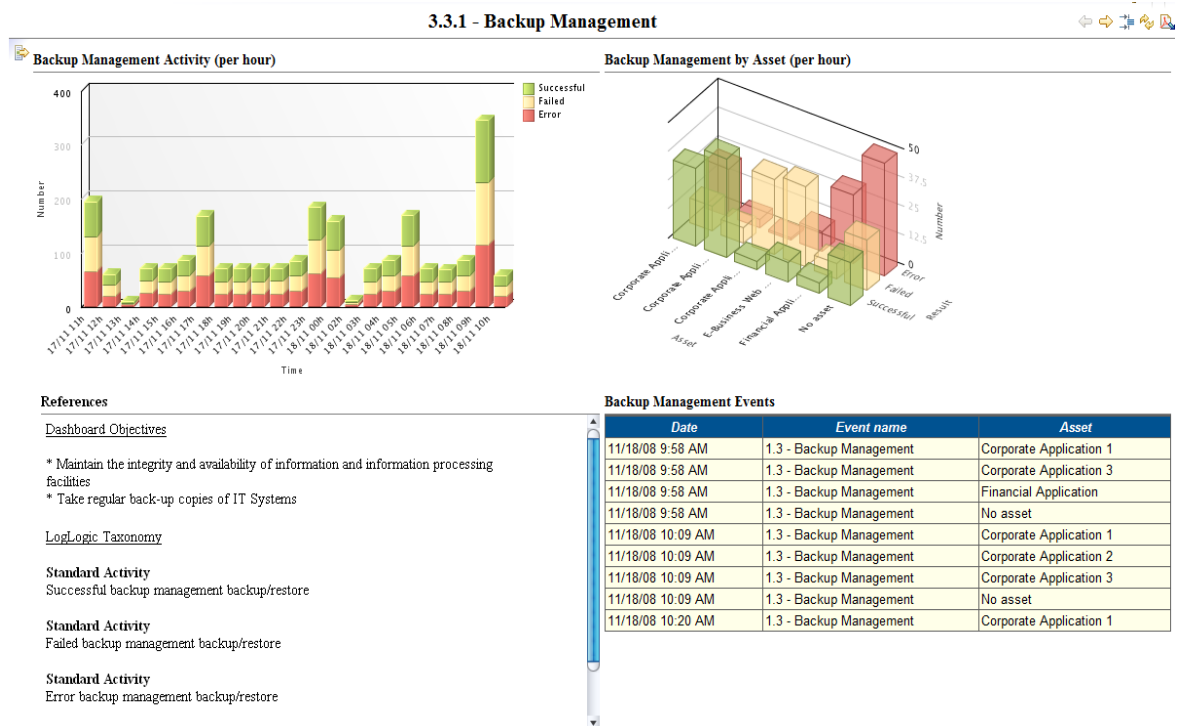 3.3.1 - Backup Management
Backup Management Activity (per hour)
400
300
200
100
0
Number
17/11 11h
17/11 12h
17/11 13h
17/11 14h
17/11 15h
17/11 16h
17/11 17h
17/11 18h
17/11 19h
17/11 20h
17/11 21h
17/11 22h
17/11 23h
18/11 00h
18/11 02h
18/11 03h
18/11 04h
18/11 05h
18/11 06h
18/11 07h
18/11 08h
18/11 09h
18/11 10h
Time
Successful
Failed
Error
Backup Management by Asset (per hour)
50
37.5
25
12.5
0
Number
Error
Failed
Successful
Result
Corporate Appli ...
Corporate Appli ...
Corporate Appli ...
E-Business Web ...
Financial Appli...
No asset
Asset
References
Dashboard Objectives
* Maintain the integrity and availability of information and information processing
facilities
* Take regular back-up copies of IT Systems
LogLogic Taxonomy
Standard Activity
Successful backup management backup/restore
Standard Activity
Failed backup management backup/restore
Standard Activity
Error backup management backup/restore
Backup Management Events
Date Event name Asset
11/18/08 9:58 AM 1.3 - Backup Management Corporate Application 1
11/18/08 9:58 AM 1.3 - Backup Management Corporate Application 3
11/18/08 9:58 AM 1.3 - Backup Management Financial Application
11/18/08 9:58 AM 1.3 - Backup Management No asset
11/18/08 10:09 AM 1.3 - Backup Management Corporate Application 1
11/18/08 10:09 AM 1.3 - Backup Management Corporate Application 2
11/18/08 10:09 AM 1.3 - Backup Management Corporate Application 3
11/18/08 10:09 AM 1.3 - Backup Management No asset
11/18/08 10:20 AM 1.3 - Backup Management Corporate Application 1